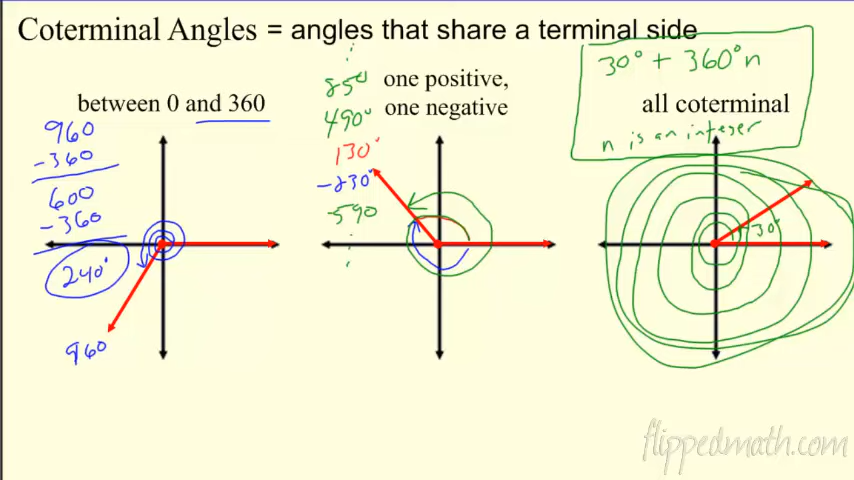 Coterminal Angles = angles that share a terminal side
between 0 and 360
960
-360
600
-360
240°
960
one positive,
one negative
850
490°
130°
-230°
-590
30° + 360°n
all coterminal
n is an integer
30°
flippedmath.com